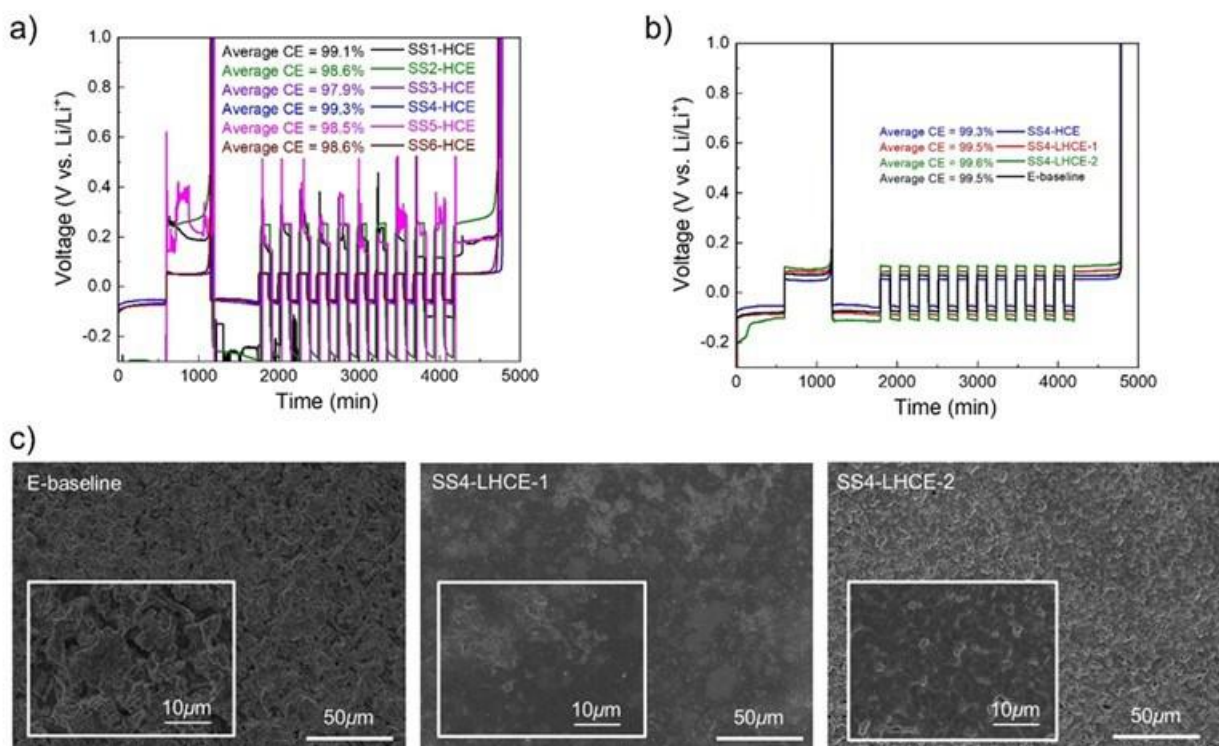 a)
1.0
0.8
0.6
0.4
0.2
0.0
-0.2
Voltage (V vs. Li/Li⁺)
Average CE = 99.1% SS1-HCE
Average CE = 98.6% SS2-HCE
Average CE = 97.9% SS3-HCE
Average CE = 99.3% SS4-HCE
Average CE = 98.5% SS5-HCE
Average CE = 98.6% SS6-HCE
0 1000 2000 3000 4000 5000
Time (min)
b)
1.0
0.8
0.6
0.4
0.2
0.0
-0.2
Voltage (V vs. Li/Li⁺)
Average CE = 99.3% SS4-HCE
Average CE = 99.5% SS4-LHCE-1
Average CE = 99.6% SS4-LHCE-2
Average CE = 99.5% E-baseline
0 1000 2000 3000 4000 5000
Time (min)
c)
E-baseline
10μm
50μm
SS4-LHCE-1
10μm
50μm
SS4-LHCE-2
10μm
50μm